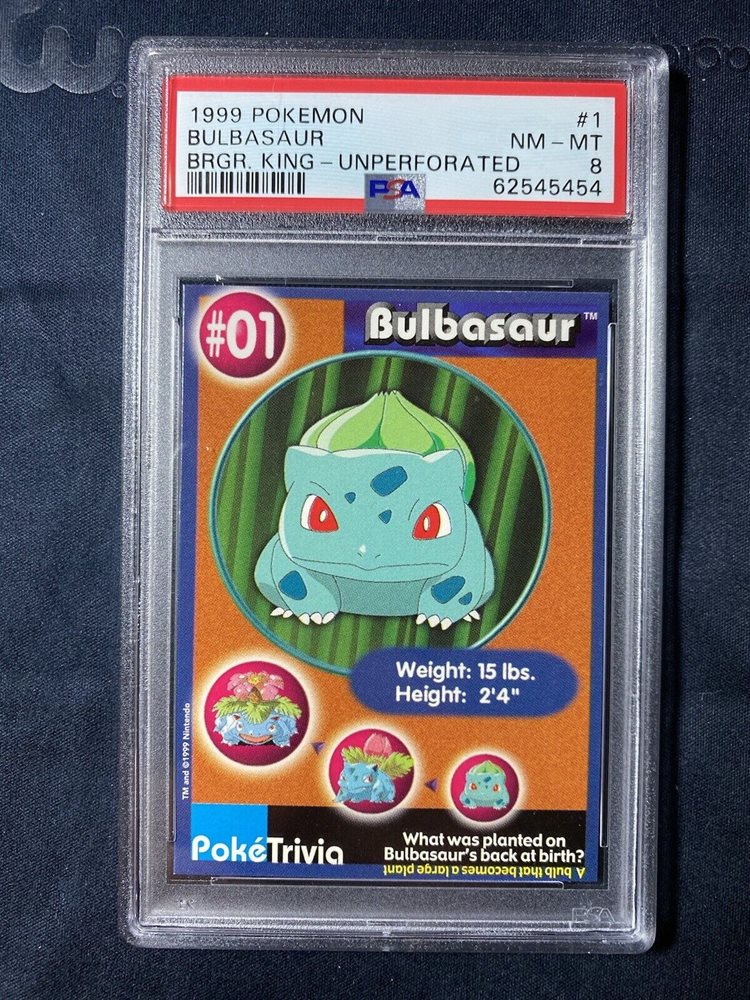 1999 POKEMON #1
BULBASAUR NM - MT
BRGR. KING - UNPERFORATED 8
PSA 62545454
#01
Bulbasaur™
Weight: 15 lbs.
Height: 2'4"
TM and ©1999 Nintendo
PokéTrivia
What was planted on
Bulbasaur's back at birth?
A bulb that becomes a large plant
PSA